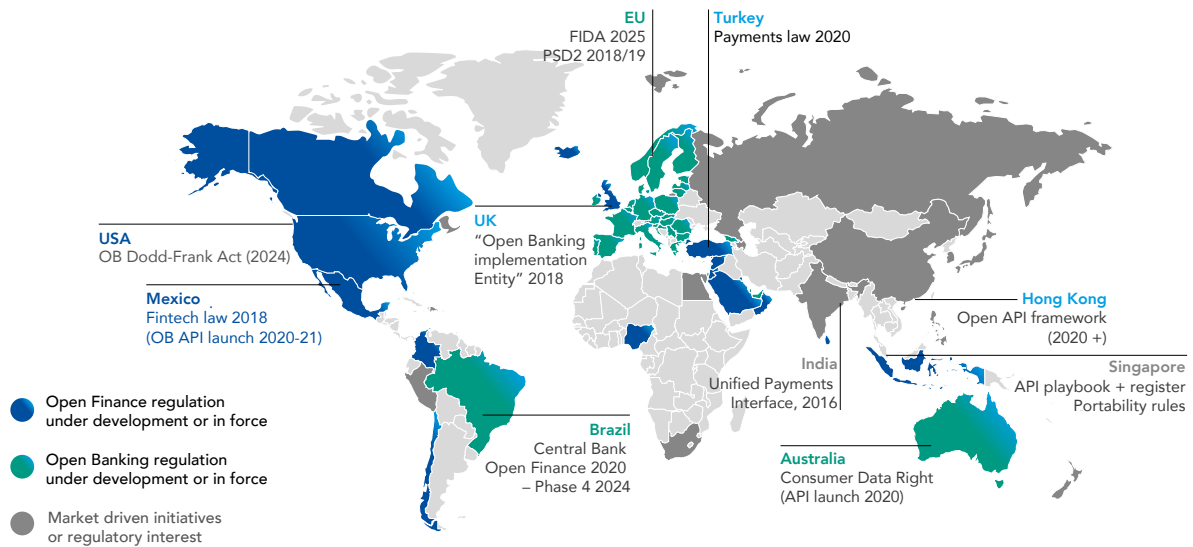 EU
FIDA 2025
PSD2 2018/19
Turkey
Payments law 2020
USA
OB Dodd-Frank Act (2024)
UK
“Open Banking
implementation
Entity” 2018
Mexico
Fintech law 2018
(OB API launch 2020-21)
Hong Kong
Open API framework
(2020 +)
India
Unified Payments
Interface, 2016
Singapore
API playbook + register
Portability rules
Brazil
Central Bank
Open Finance 2020
– Phase 4 2024
Australia
Consumer Data Right
(API launch 2020)
Open Finance regulation
under development or in force
Open Banking regulation
under development or in force
Market driven initiatives
or regulatory interest